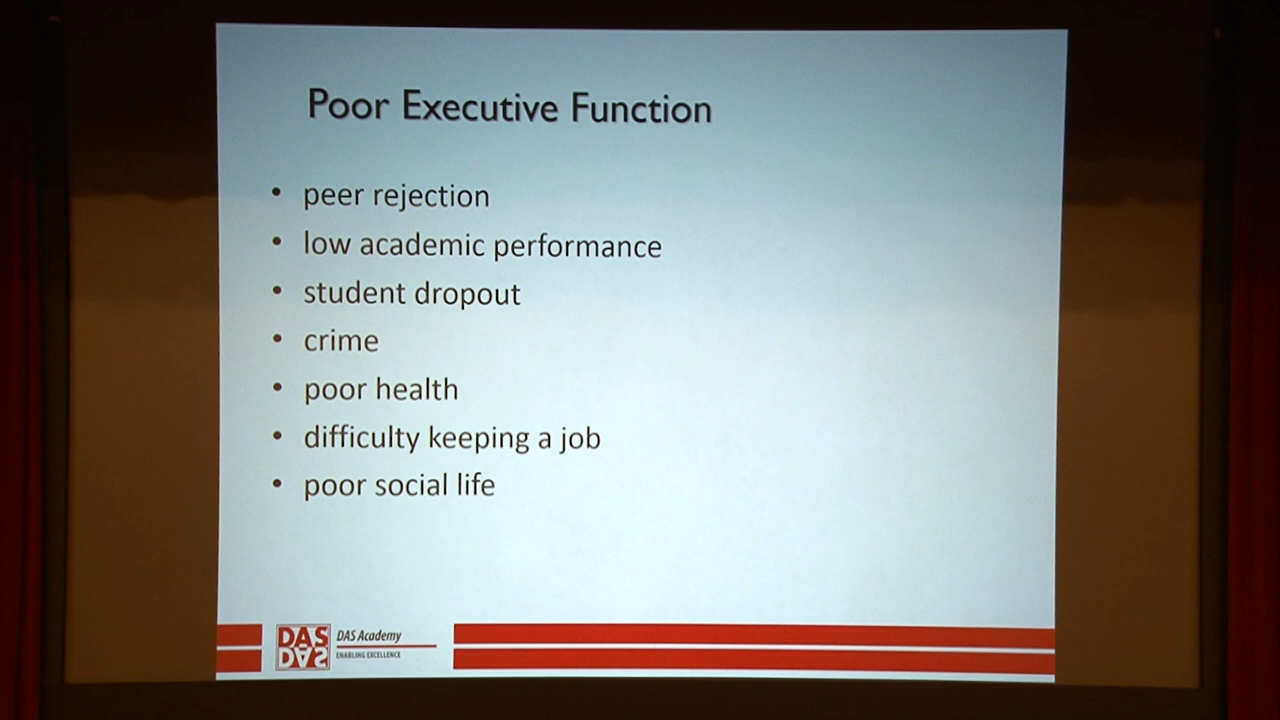 Poor Executive Function
• peer rejection
• low academic performance
• student dropout
• crime
• poor health
• difficulty keeping a job
• poor social life
DAS
DAS
DAS Academy
ENABLING EXCELLENCE